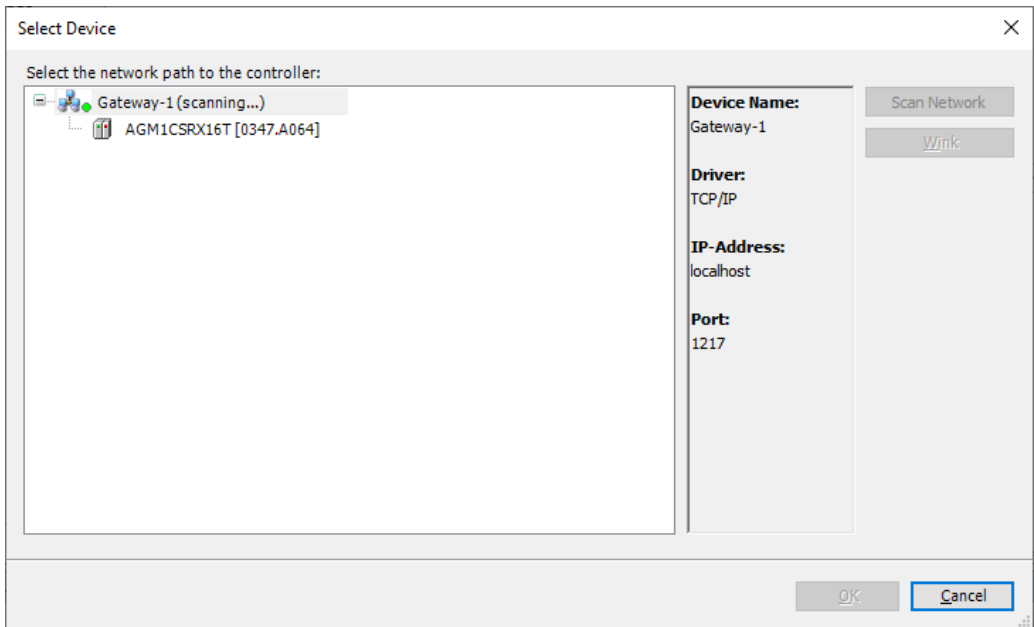 Select Device
Select the network path to the controller:
Gateway-1 (scanning...)
AGM1CSRX16T [0347.A064]
Device Name:
Gateway-1
Driver:
TCP/IP
IP-Address:
localhost
Port:
1217
Scan Network
Wink
OK
Cancel